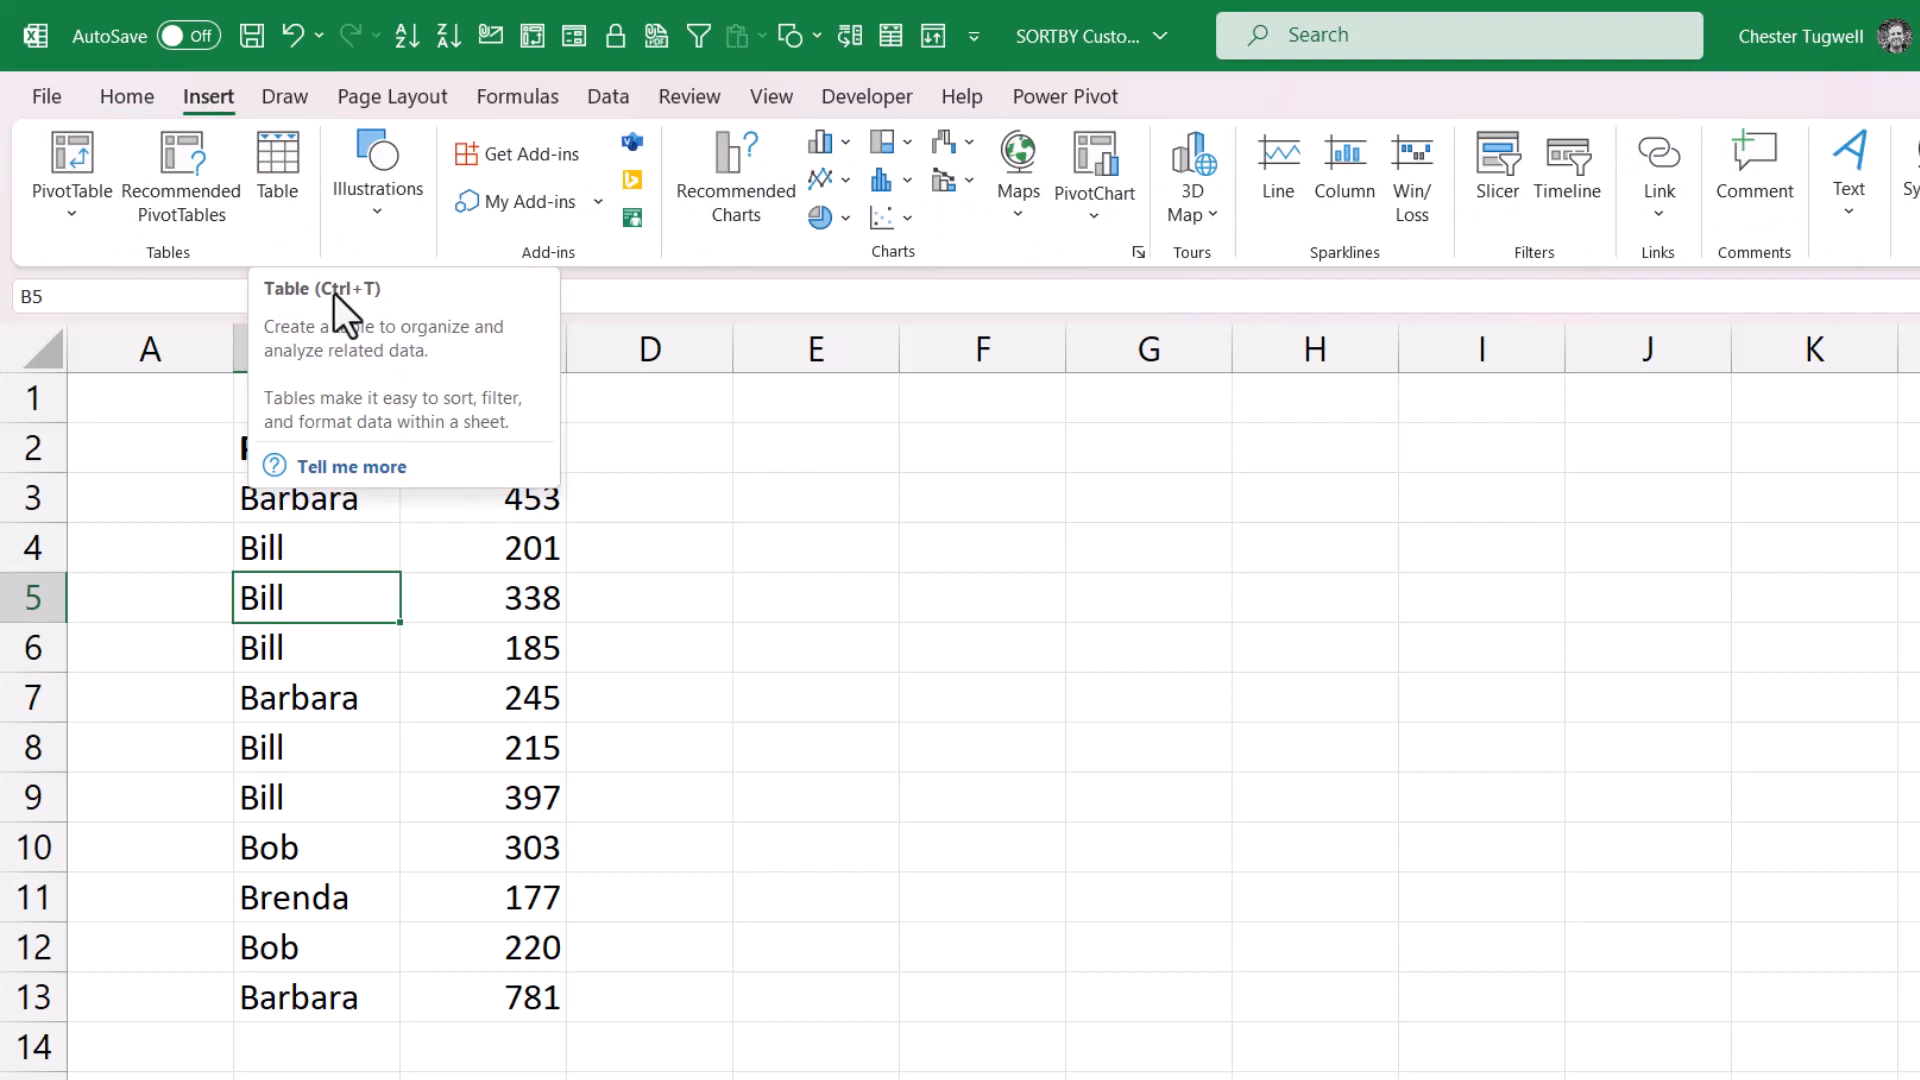 AutoSave Off SORTBY Custo... Search Chester Tugwell
File Home Insert Draw Page Layout Formulas Data Review View Developer Help Power Pivot
PivotTable
Recommended
PivotTables
Table
Tables
Illustrations
Get Add-ins
My Add-ins
Add-ins
Recommended
Charts
Maps
PivotChart
Charts
3D
Map
Tours
Line
Column
Win/
Loss
Sparklines
Slicer
Timeline
Filters
Link
Links
Comment
Comments
Text
B5
Table (Ctrl+T)
Create a table to organize and
analyze related data.
Tables make it easy to sort, filter,
and format data within a sheet.
Tell me more
A D E F G H I J K
1
2
3 Barbara 453
4 Bill 201
5 Bill 338
6 Bill 185
7 Barbara 245
8 Bill 215
9 Bill 397
10 Bob 303
11 Brenda 177
12 Bob 220
13 Barbara 781
14